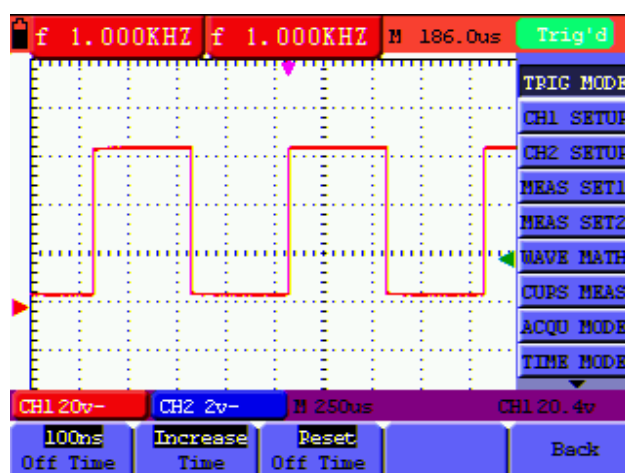 f 1.000KHZ f 1.000KHZ M 186.0us Trig'd
TRIG MODE
CH1 SETUP
CH2 SETUP
MEAS SET1
MEAS SET2
WAVE MATH
CURS MEAS
ACQU MODE
TIME MODE
CH1 20v- CH2 2v- M 250us CH1 20.4v
100ns Increase Reset
Off Time Time Off Time Back